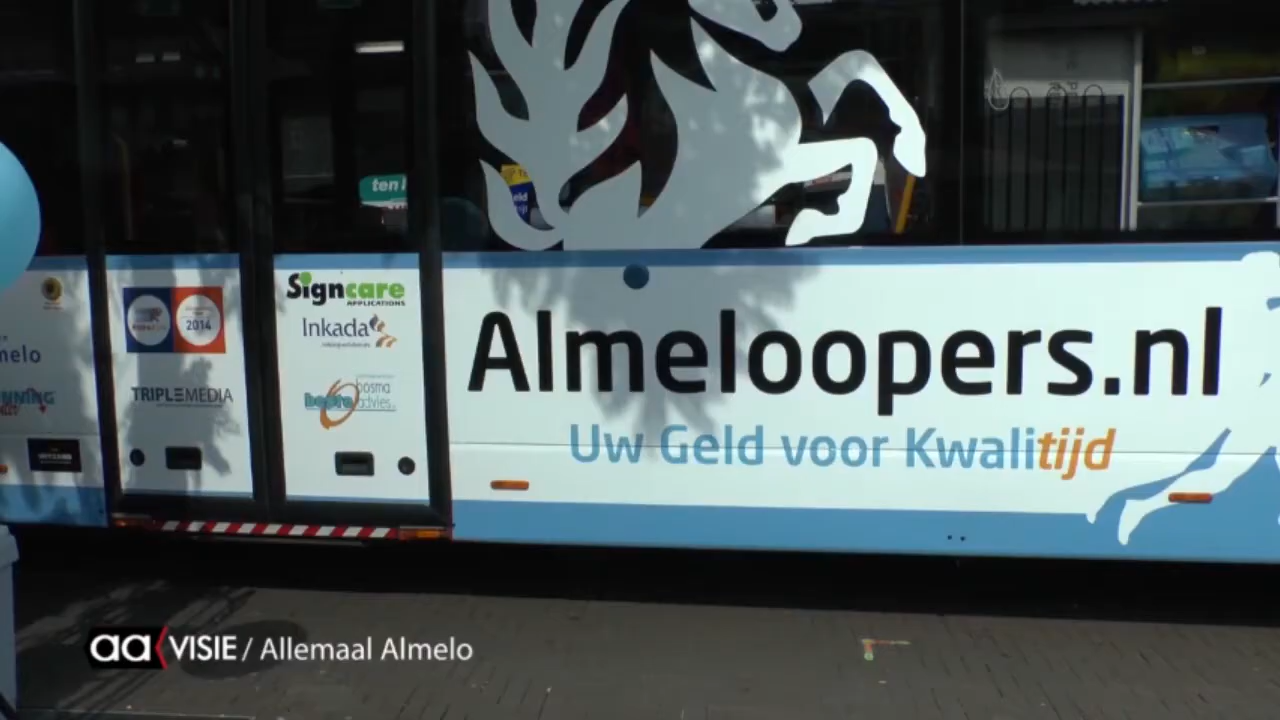 ten
Signcare
APPLICATIONS
Inkada
2014
TRIPLEMEDIA
bosma
advies
melo
NNING
Almeloopers.nl
Uw Geld voor Kwalitijd
aa VISIE / Allemaal Almelo